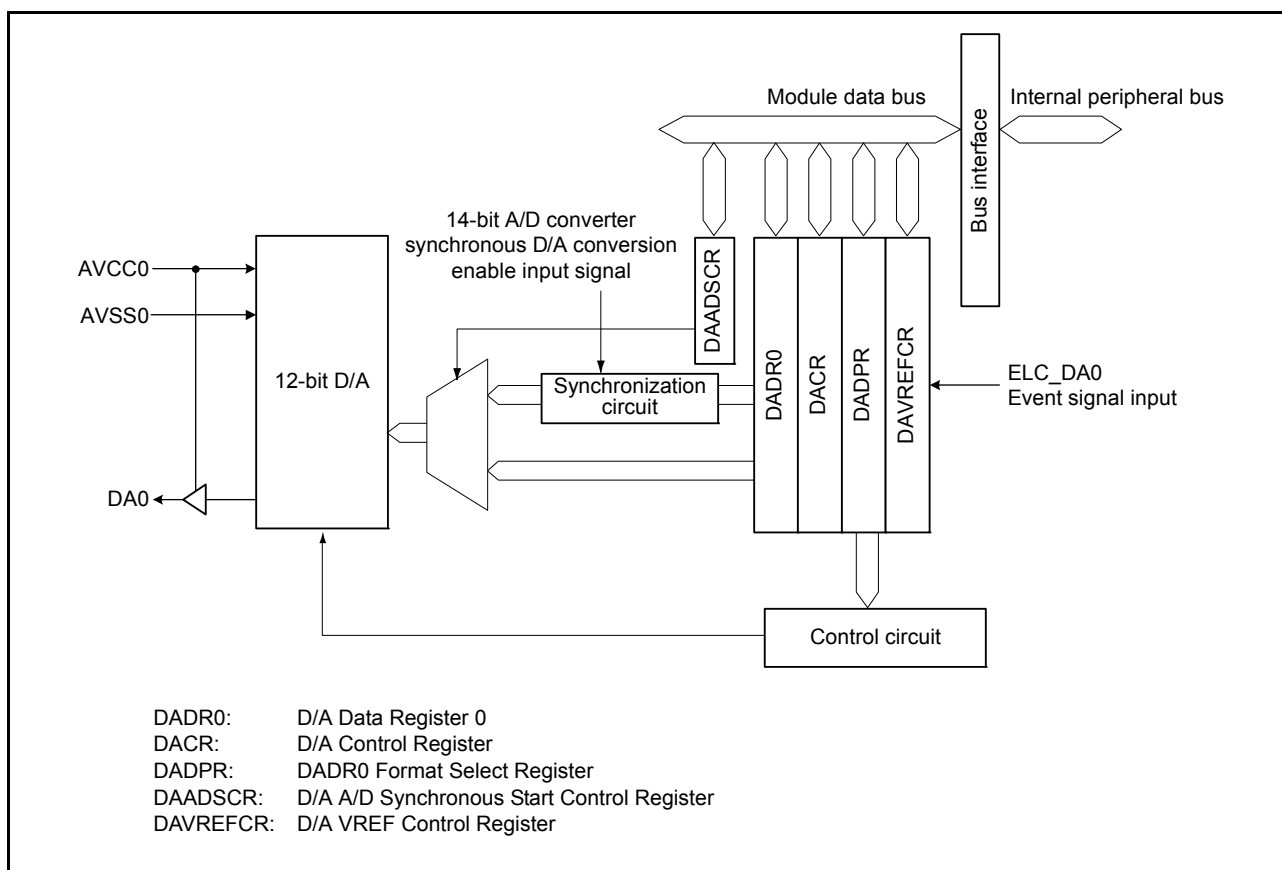 Module data bus
Internal peripheral bus
Bus interface
14-bit A/D converter
synchronous D/A conversion
enable input signal
AVCC0
AVSS0
DA0
12-bit D/A
DAADSCR
Synchronization
circuit
DADR0
DACR
DADPR
DAVREFCR
ELC_DA0
Event signal input
Control circuit
DADR0: D/A Data Register 0
DACR: D/A Control Register
DADPR: DADR0 Format Select Register
DAADSCR: D/A A/D Synchronous Start Control Register
DAVREFCR: D/A VREF Control Register